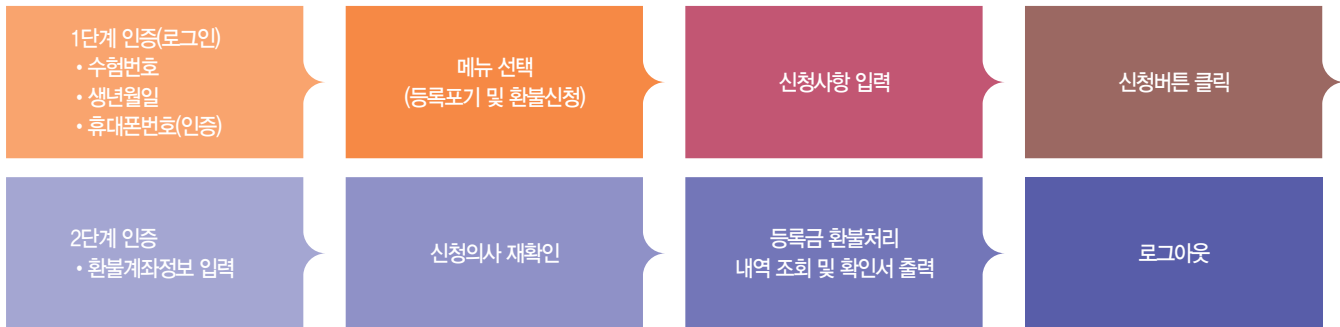 1단계 인증(로그인)
• 수험번호
• 생년월일
• 휴대폰번호(인증)
메뉴 선택
(등록포기 및 환불신청)
신청사항 입력
신청버튼 클릭
2단계 인증
• 환불계좌정보 입력
신청의사 재확인
등록금 환불처리
내역 조회 및 확인서 출력
로그아웃